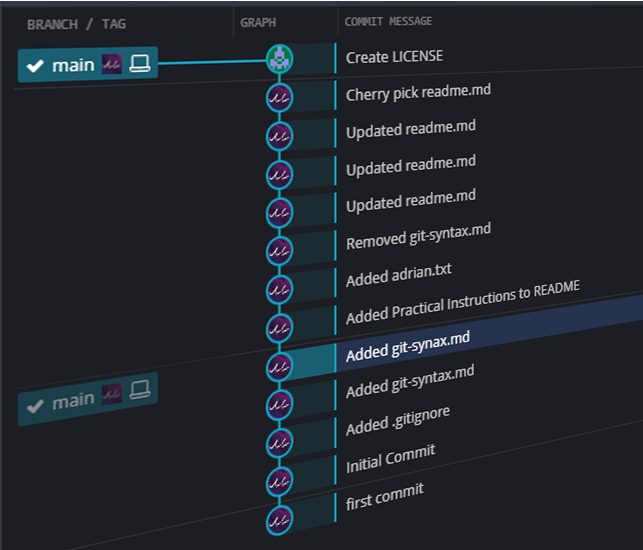 BRANCH / TAG GRAPH COMMIT MESSAGE
main Create LICENSE
Cherry pick readme.md
Updated readme.md
Updated readme.md
Updated readme.md
Removed git-syntax.md
Added adrian.txt
Added Practical Instructions to README
Added git-synax.md
main Added git-syntax.md
Added .gitignore
Initial Commit
first commit